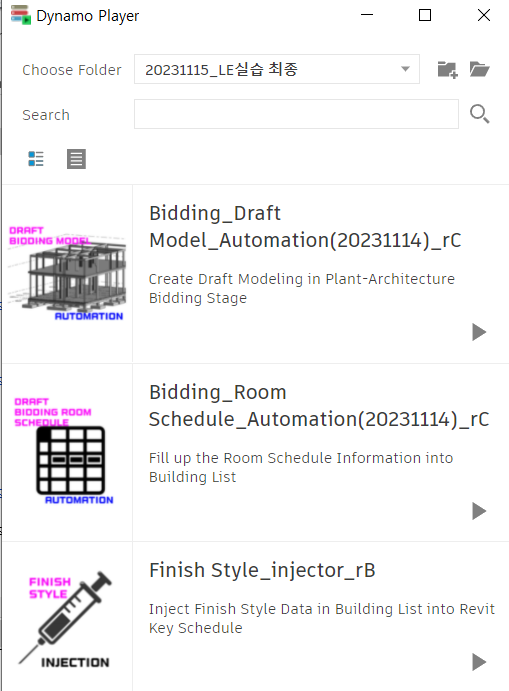 Dynamo Player
Choose Folder
20231115_LE실습 최종
Search
DRAFT
BIDDING MODEL
AUTOMATION
Bidding_Draft
Model_Automation(20231114)_rC
Create Draft Modeling in Plant-Architecture
Bidding Stage
DRAFT
BIDDING ROOM
SCHEDULE
AUTOMATION
Bidding_Room
Schedule_Automation(20231114)_rC
Fill up the Room Schedule Information into
Building List
FINISH
STYLE
INJECTION
Finish Style_injector_rB
Inject Finish Style Data in Building List into Revit
Key Schedule